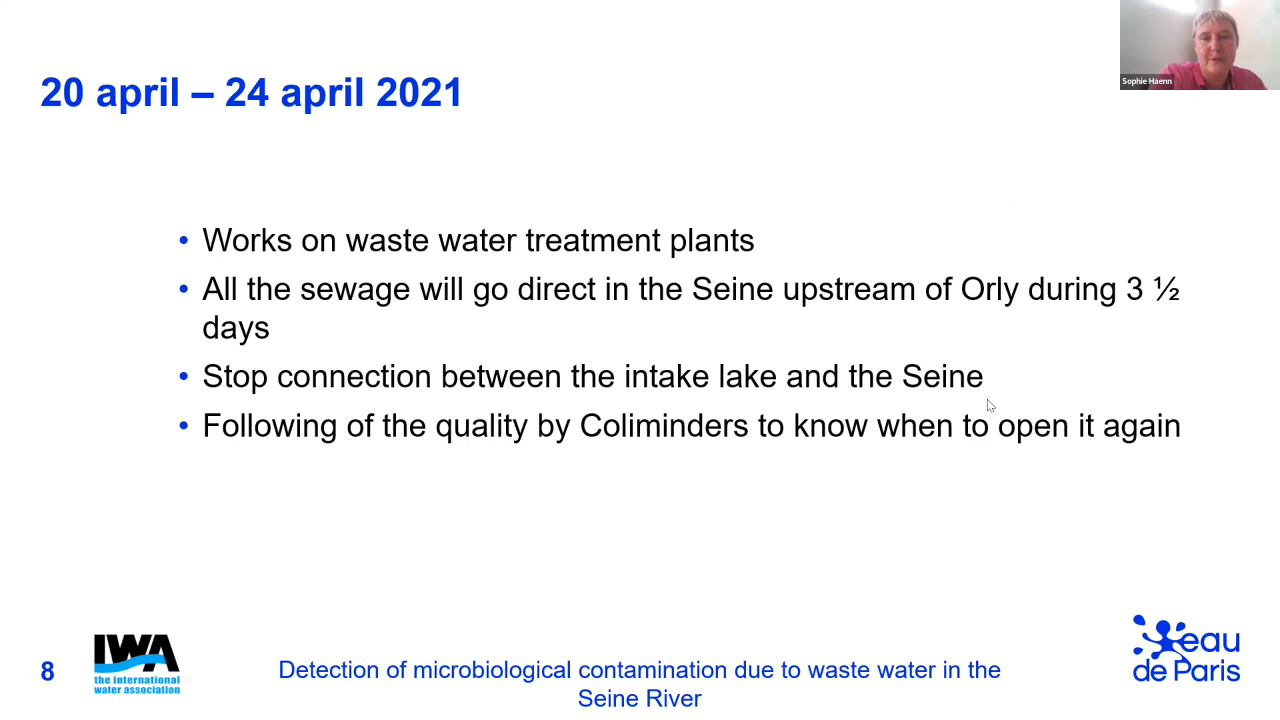 Sophie Haenn
20 april – 24 april 2021
• Works on waste water treatment plants
• All the sewage will go direct in the Seine upstream of Orly during 3 ½
days
• Stop connection between the intake lake and the Seine
• Following of the quality by Coliminders to know when to open it again
8
IWA
the international
water association
Detection of microbiological contamination due to waste water in the
Seine River
eau
de Paris